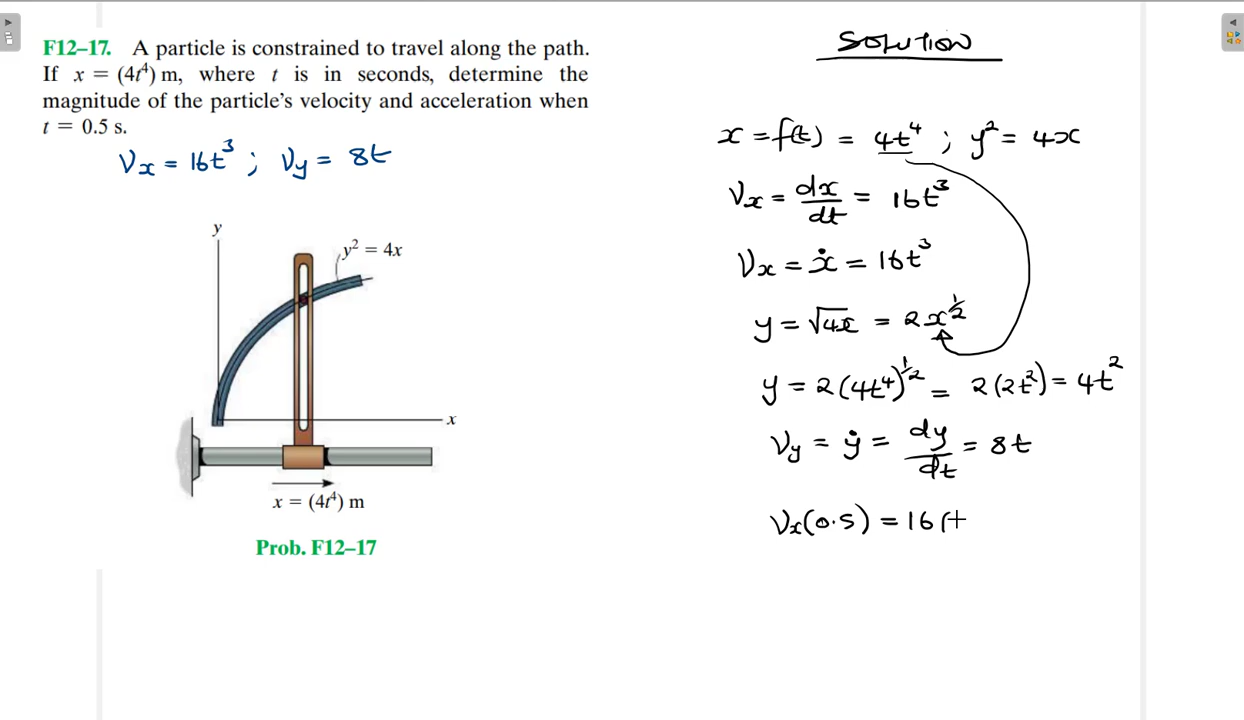 F12–17. A particle is constrained to travel along the path.
If x = (4t⁴) m, where t is in seconds, determine the
magnitude of the particle's velocity and acceleration when
t = 0.5 s.
Vx = 16t³ ; Vy = 8t
y
y² = 4x
x
x = (4t⁴) m
Prob. F12–17
SOLUTION
x = f(t) = 4t⁴ ; y² = 4x
Vx = dx/dt = 16t³
Vx = ẋ = 16t³
y = √4x = 2x^1/2
y = 2(4t⁴)^1/2 = 2(2t²) = 4t²
Vy = ẏ = dy/dt = 8t
Vx(0.5) = 16(